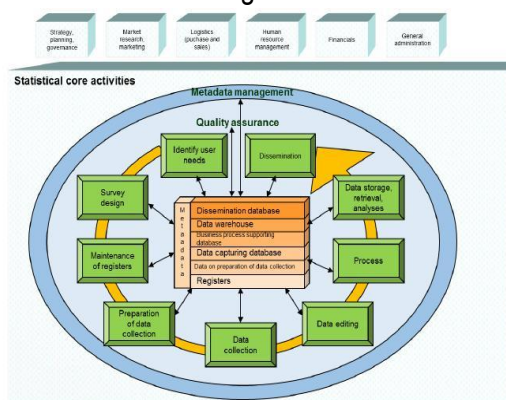 Strategy,
planning,
governance
Market
research,
marketing
Logistics
(puchase and
sales)
Human
resource
management
Financials
General
administration
Statistical core activities
Metadata management
Quality assurance
Identify user
needs
Dissemination
Survey
design
Data storage,
retrieval,
analyses
Metadata
Dissemination database
Data warehouse
Business process supporting
database
Data capturing database
Data on preparation of data collection
Registers
Maintenance
of registers
Process
Preparation
of data
collection
Data
collection
Data editing